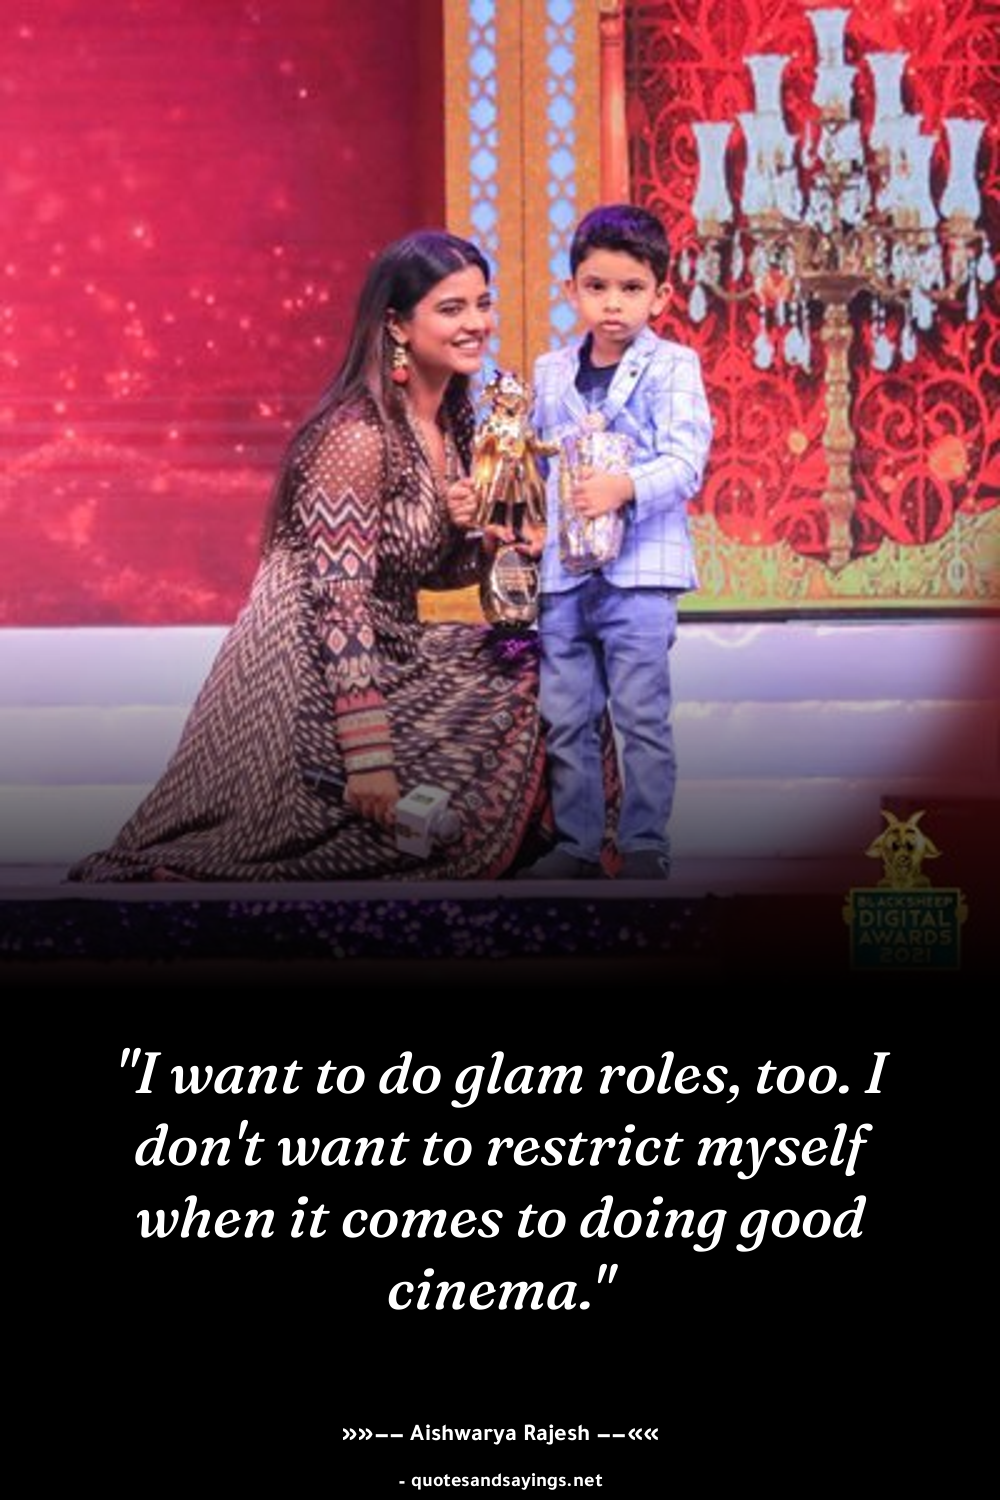 BLACKSHEEP
DIGITAL
AWARDS
2021
"I want to do glam roles, too. I
don't want to restrict myself
when it comes to doing good
cinema."
»»–– Aishwarya Rajesh ––««
- quotesandsayings.net